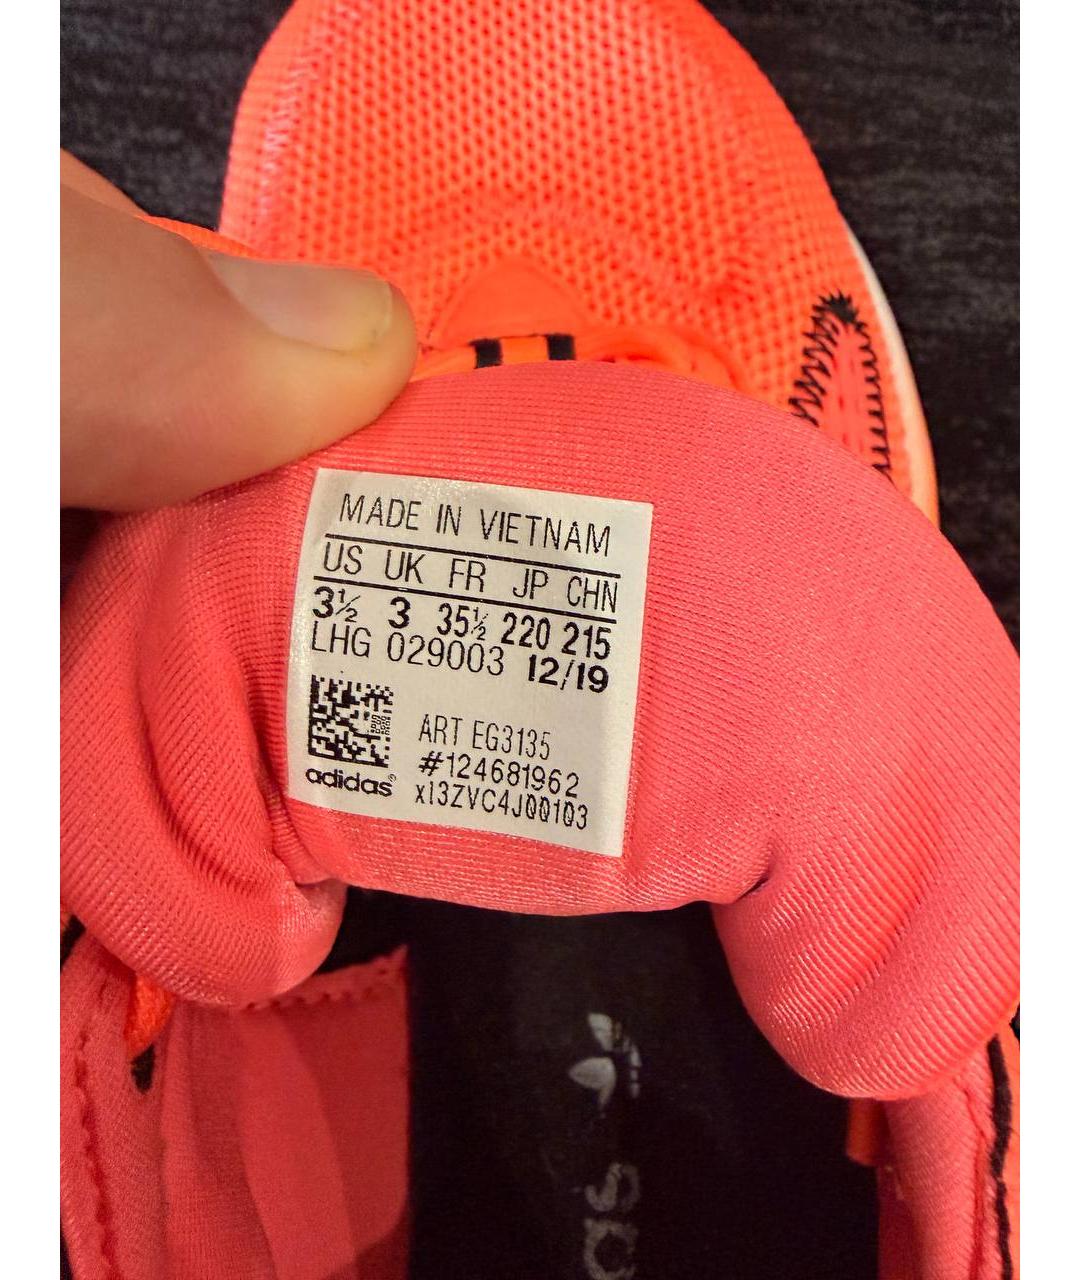 MADE IN VIETNAM
US UK FR JP CHN
3½ 3 35½ 220 215
LHG 029003 12/19
ART EG3135
#124681962
x13ZVC4J00103
adidas®
das